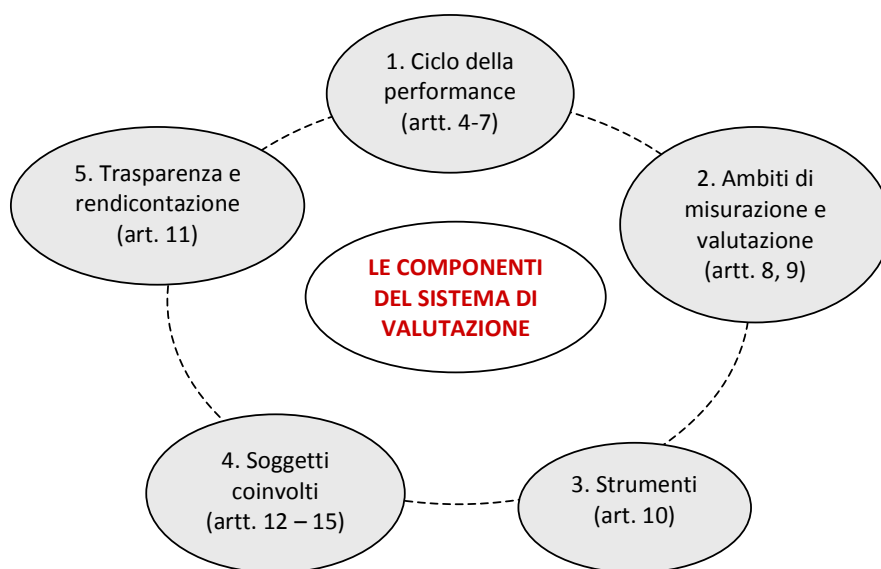 1. Ciclo della
performance
(artt. 4-7)
2. Ambiti di
misurazione e
valutazione
(artt. 8, 9)
3. Strumenti
(art. 10)
4. Soggetti
coinvolti
(artt. 12 – 15)
5. Trasparenza e
rendicontazione
(art. 11)
LE COMPONENTI
DEL SISTEMA DI
VALUTAZIONE